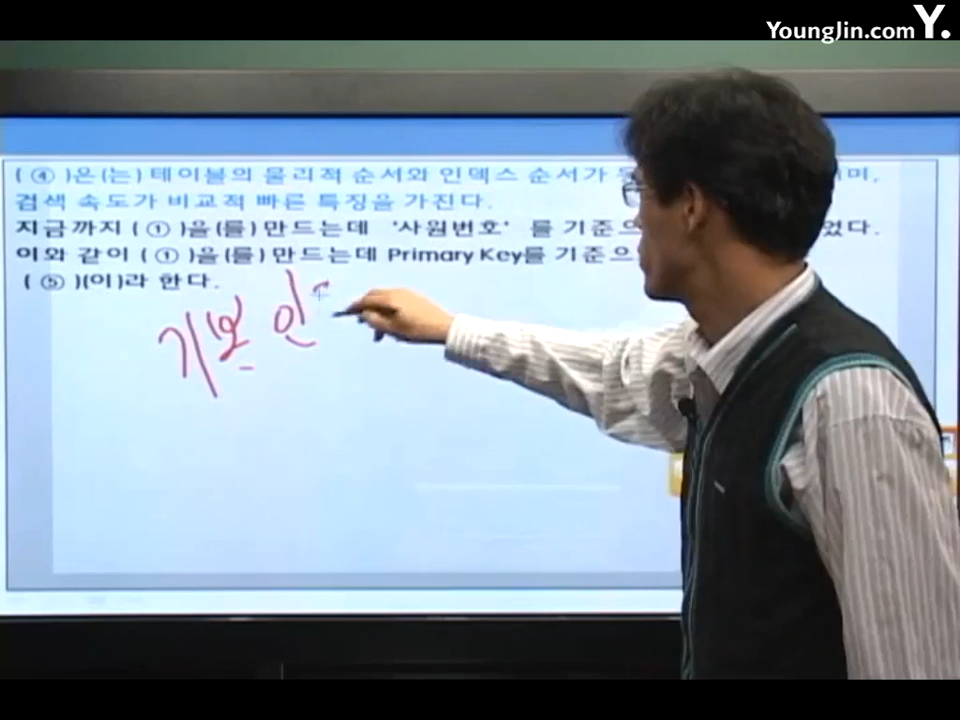 YoungJin.com Y.
( ④ )은(는) 테이블의 물리적 순서와 인덱스 순서가 며,
검색 속도가 비교적 빠른 특징을 가진다.
지금까지 ( ① )을(를) 만드는데 '사원번호' 를 기준으 었다.
이와 같이 ( ① )을(를) 만드는데 Primary Key를 기준으
( ⑤ )(이)라 한다.
기본 인